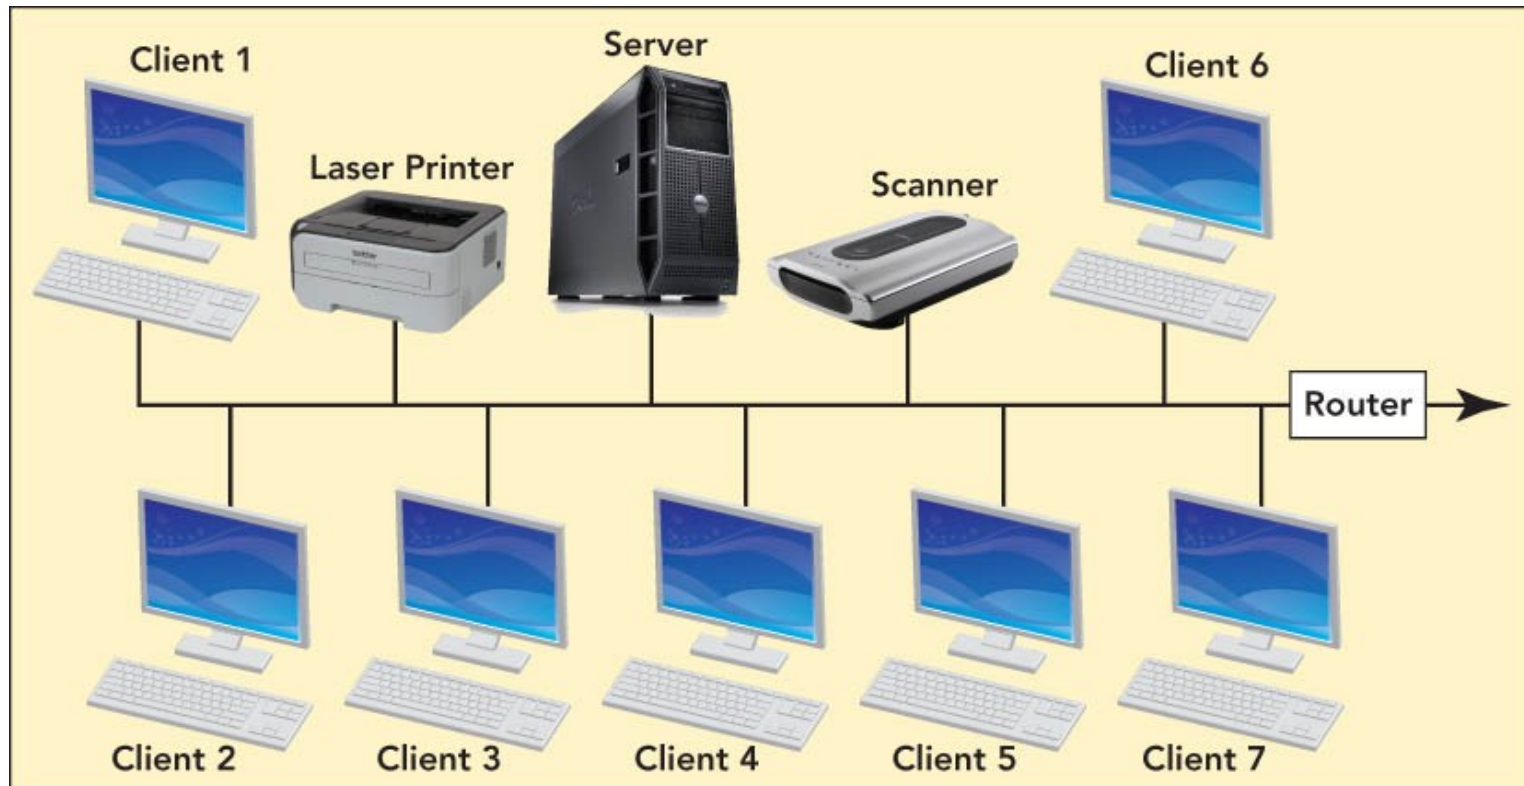 Server
Client 1
Client 6
Laser Printer
Scanner
Router
Client 2
Client 3
Client 4
Client 5
Client 7